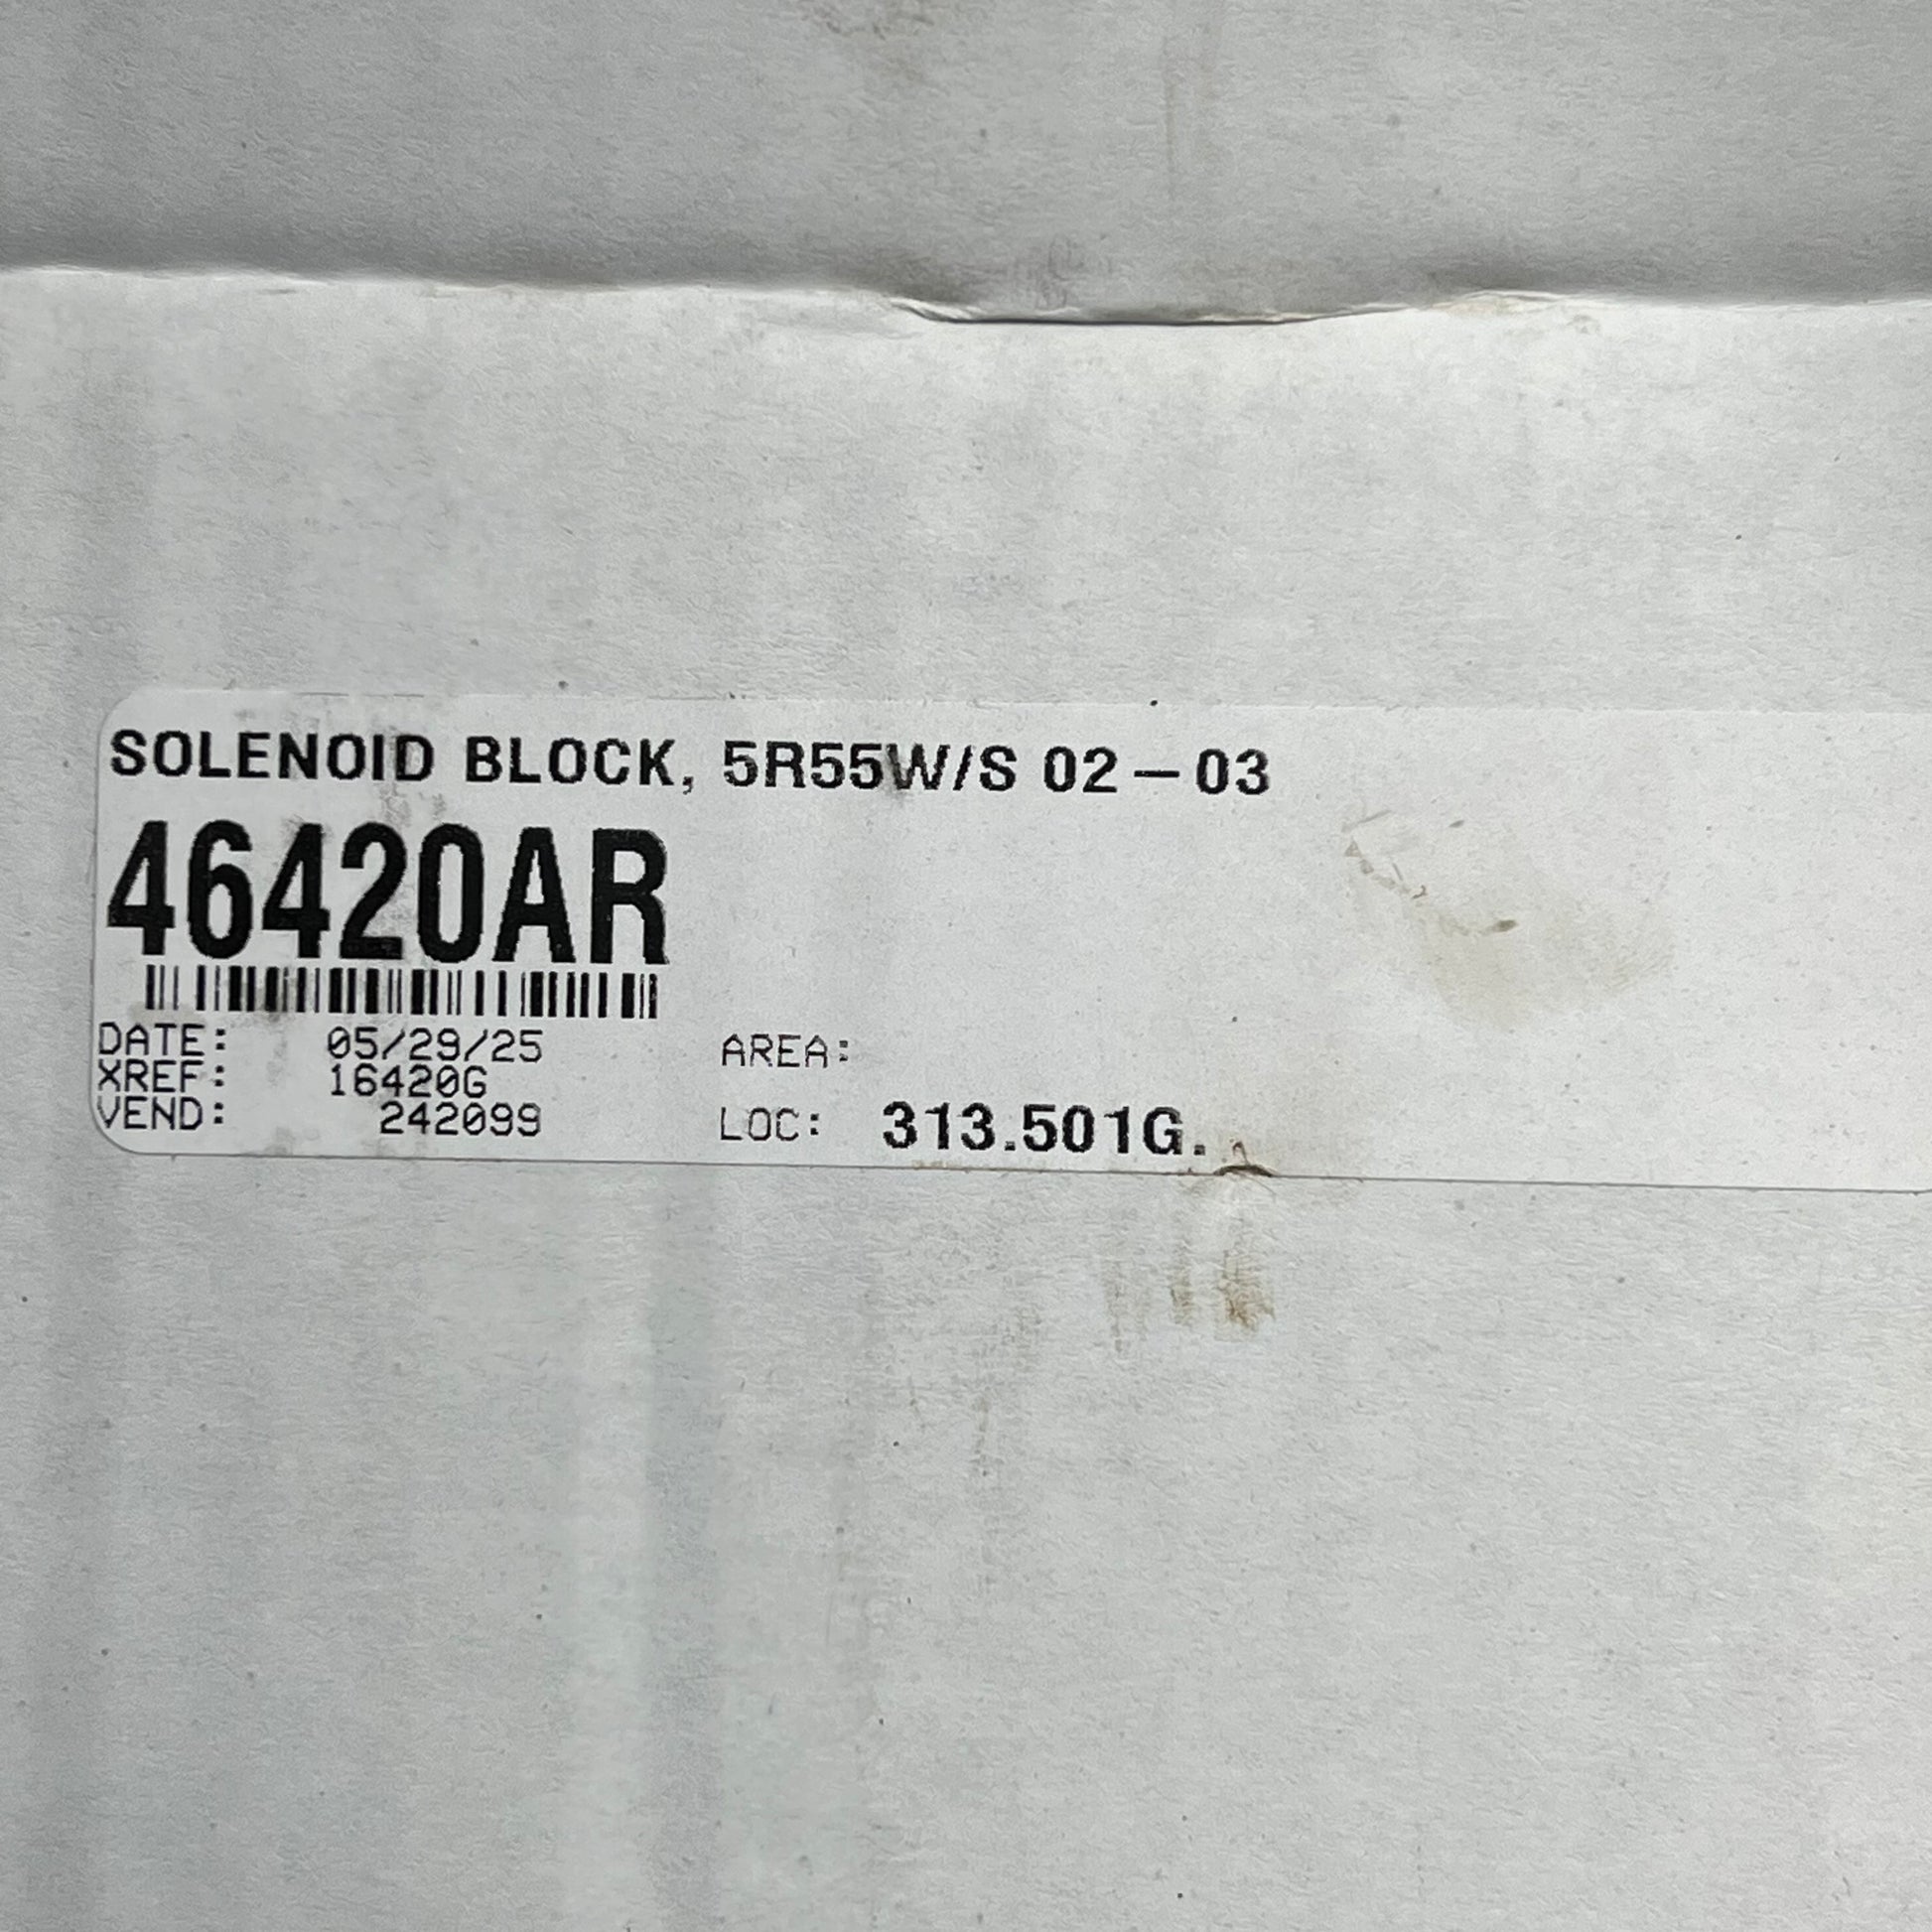 SOLENOID BLOCK, 5R55W/S 02-03
46420AR
DATE: 05/29/25 AREA:
XREF: 16420G
VEND: 242099 LOC: 313.501G.